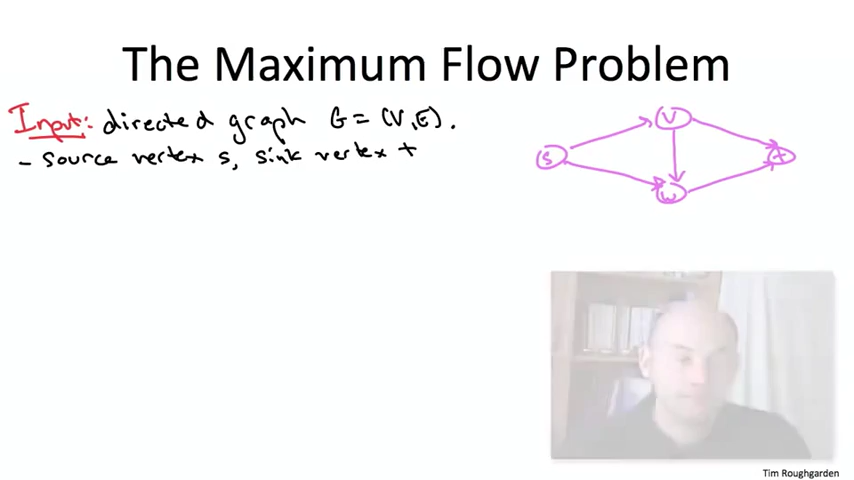 The Maximum Flow Problem
Input: directed graph G = (V, E).
- source vertex s, sink vertex t
v
s
t
w
Tim Roughgarden